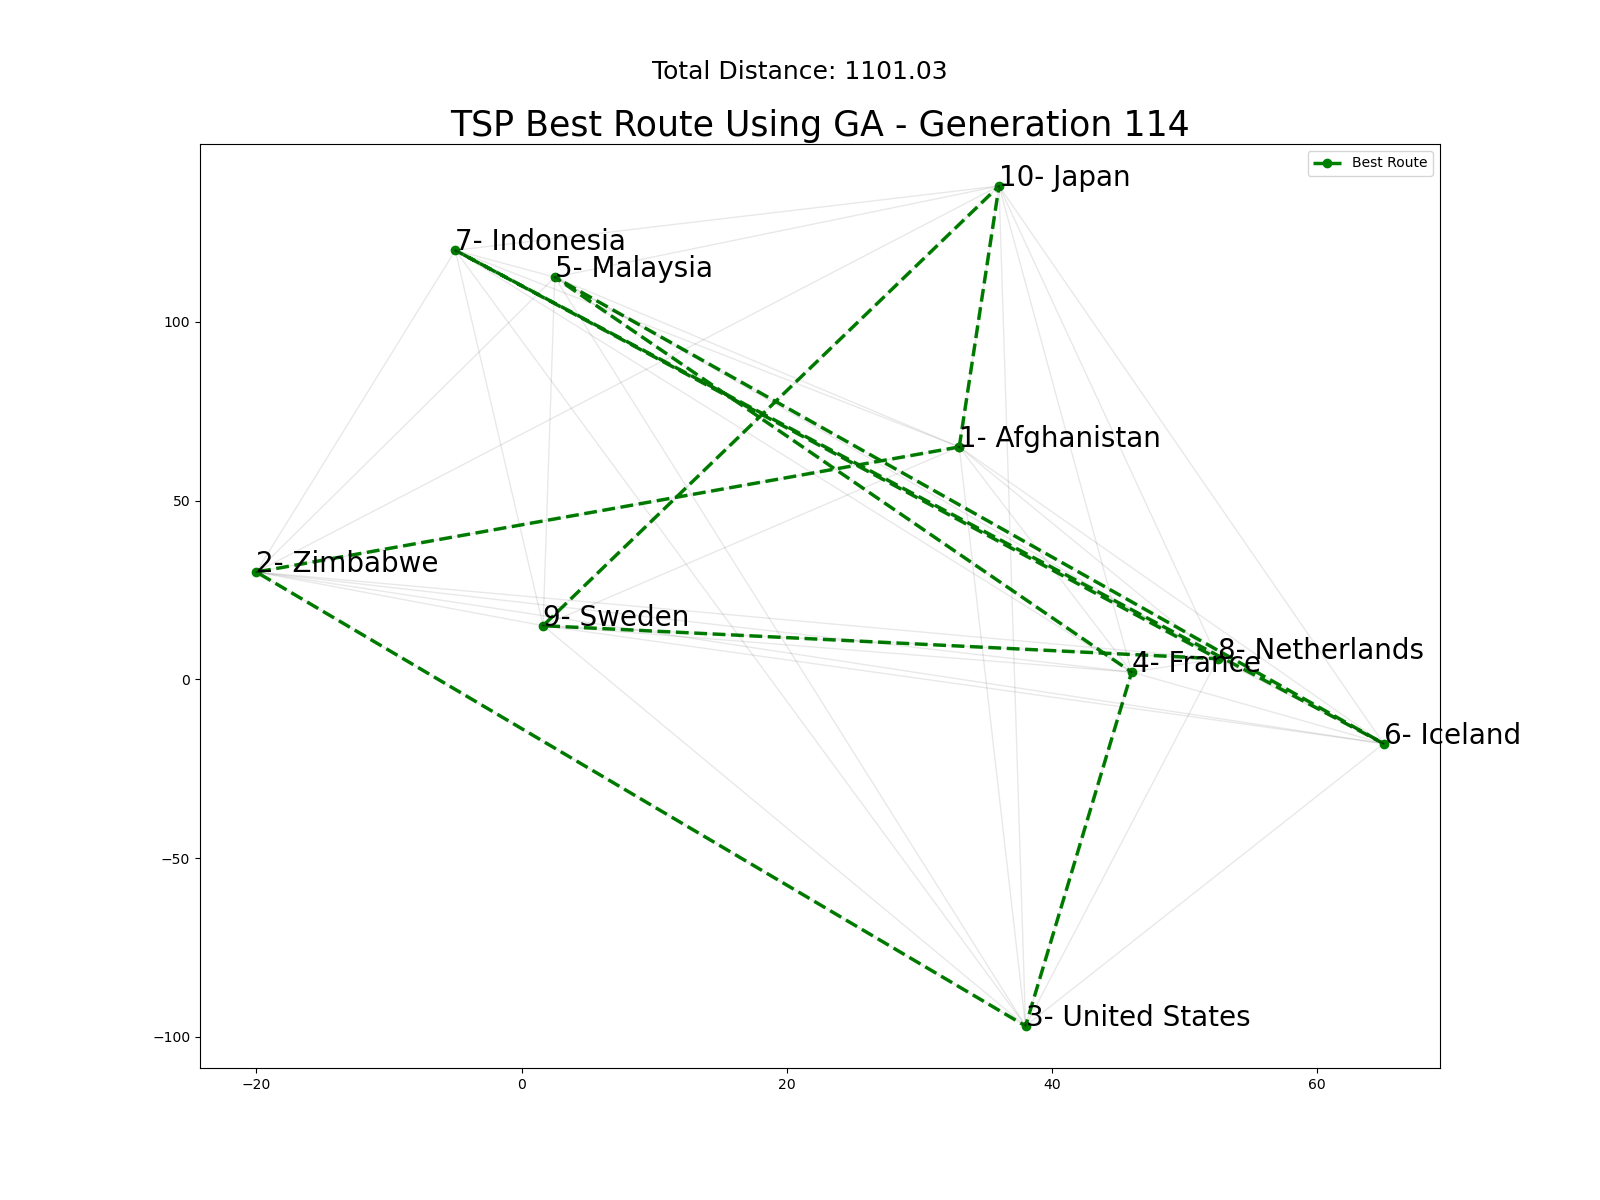 Total Distance: 1101.03
TSP Best Route Using GA - Generation 114
Best Route
10- Japan
7- Indonesia
5- Malaysia
1- Afghanistan
2- Zimbabwe
9- Sweden
8- Netherlands
4- France
6- Iceland
3- United States
100
50
0
−50
−100
−20 0 20 40 60